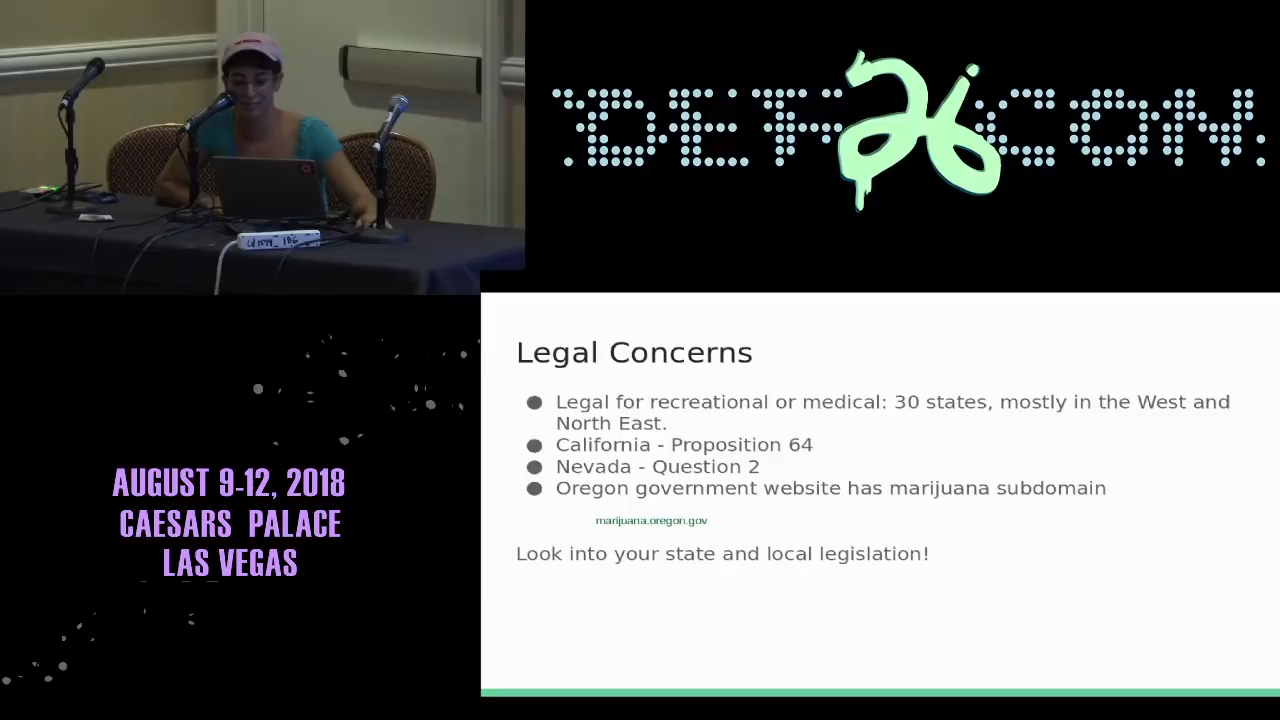 DEF 26 CON
Legal Concerns
● Legal for recreational or medical: 30 states, mostly in the West and
North East.
● California - Proposition 64
● Nevada - Question 2
● Oregon government website has marijuana subdomain
marijuana.oregon.gov
Look into your state and local legislation!
AUGUST 9-12, 2018
CAESARS PALACE
LAS VEGAS